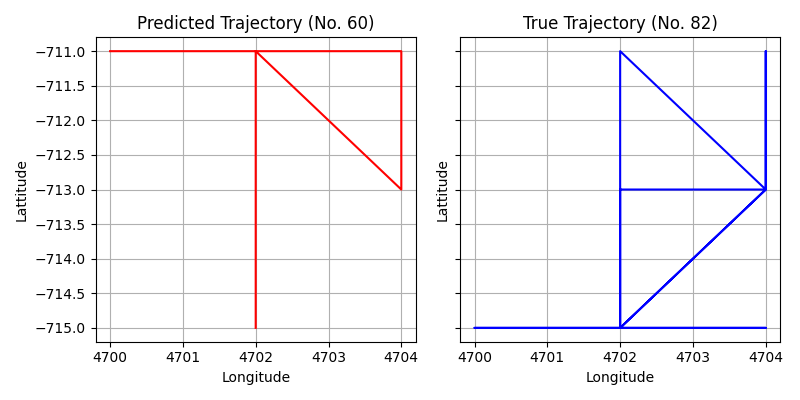 Predicted Trajectory (No. 60)
Lattitude
−711.0
−711.5
−712.0
−712.5
−713.0
−713.5
−714.0
−714.5
−715.0
4700 4701 4702 4703 4704
Longitude
True Trajectory (No. 82)
Lattitude
4700 4701 4702 4703 4704
Longitude